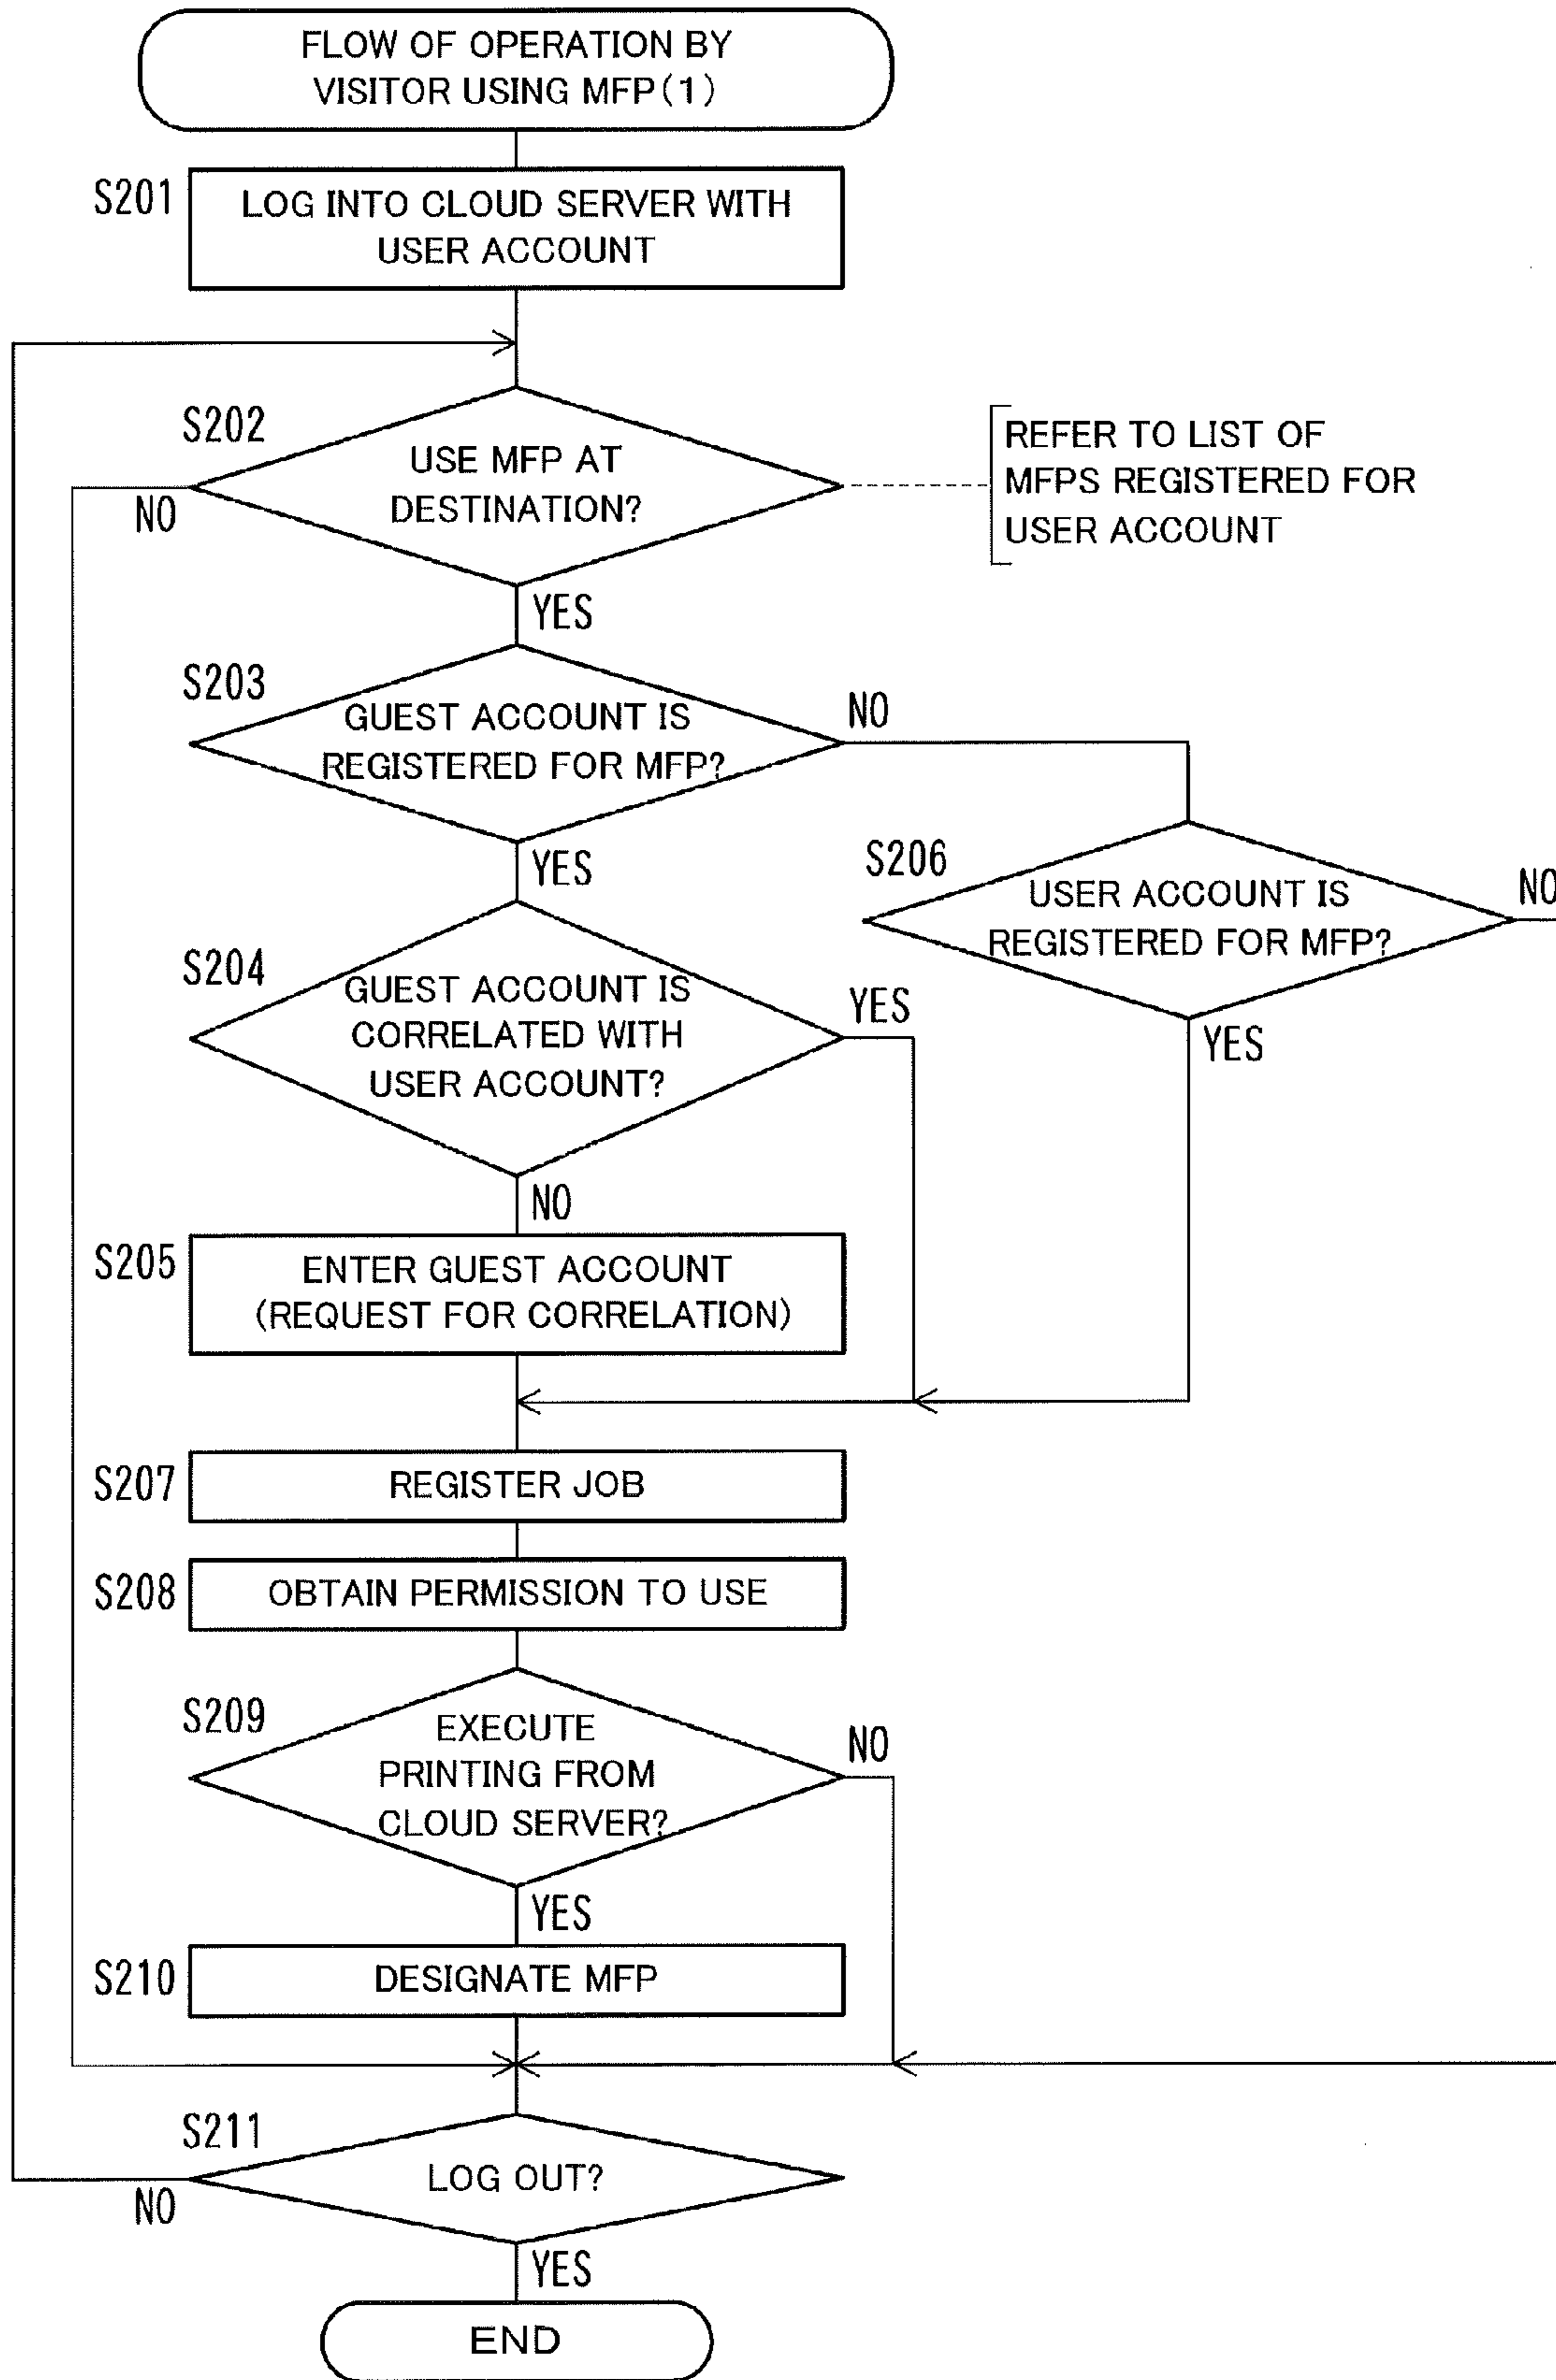 FLOW OF OPERATION BY
VISITOR USING MFP(1)
S201
LOG INTO CLOUD SERVER WITH
USER ACCOUNT
S202
USE MFP AT
DESTINATION?
NO
YES
REFER TO LIST OF
MFPS REGISTERED FOR
USER ACCOUNT
S203
GUEST ACCOUNT IS
REGISTERED FOR MFP?
NO
YES
S206
USER ACCOUNT IS
REGISTERED FOR MFP?
NO
YES
S204
GUEST ACCOUNT IS
CORRELATED WITH
USER ACCOUNT?
YES
NO
S205
ENTER GUEST ACCOUNT
(REQUEST FOR CORRELATION)
S207
REGISTER JOB
S208
OBTAIN PERMISSION TO USE
S209
EXECUTE
PRINTING FROM
CLOUD SERVER?
NO
YES
S210
DESIGNATE MFP
S211
LOG OUT?
NO
YES
END